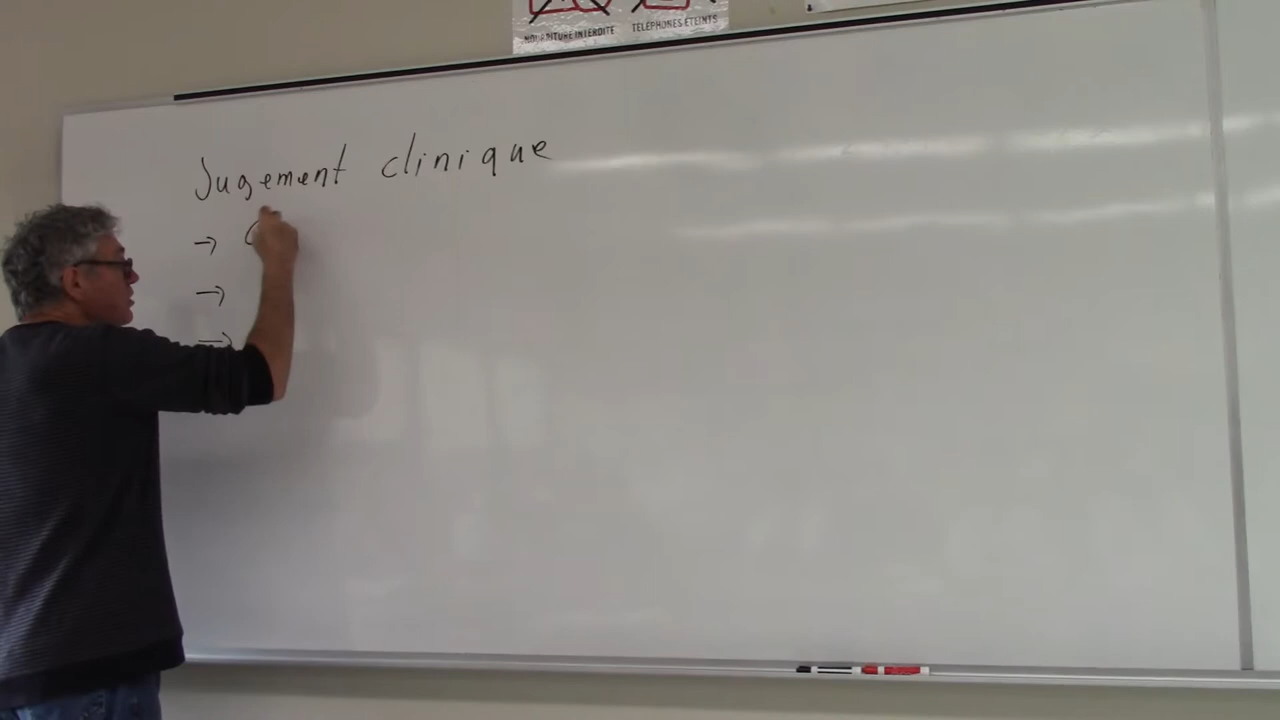 NOURRITURE INTERDITE
TÉLÉPHONES ÉTEINTS
Jugement clinique
→
→
→